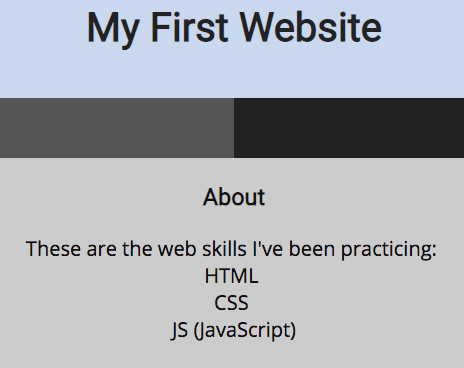 My First Website
About
These are the web skills I've been practicing:
HTML
CSS
JS (JavaScript)